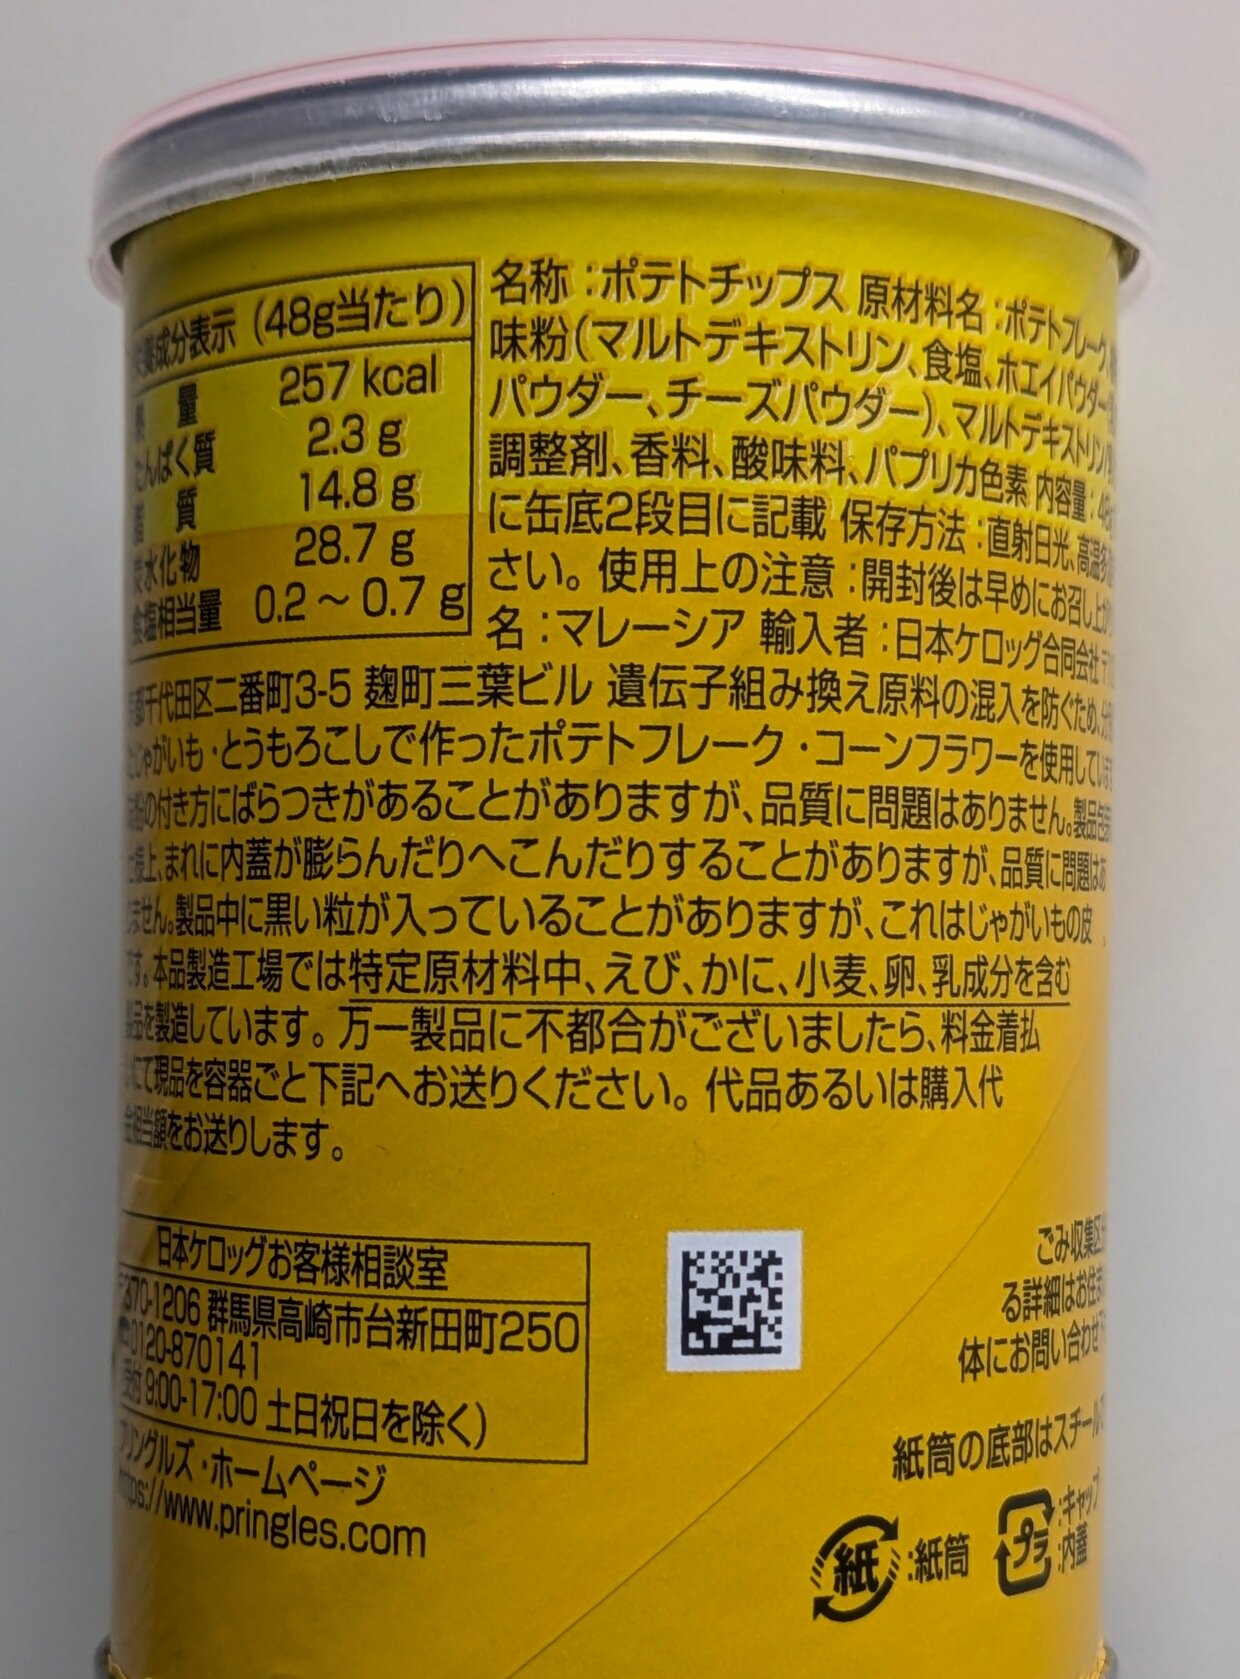 栄養成分表示 (48g当たり)
量 257 kcal
たんぱく質 2.3 g
質 14.8 g
炭水化物 28.7 g
食塩相当量 0.2 ~ 0.7 g
名称:ポテトチップス 原材料名:ポテトフレーク、
味粉(マルトデキストリン、食塩、ホエイパウダー
パウダー、チーズパウダー)、マルトデキストリン/
調整剤、香料、酸味料、パプリカ色素 内容量:48g
に缶底2段目に記載 保存方法:直射日光、高温多
さい。使用上の注意:開封後は早めにお召し上が
名:マレーシア 輸入者:日本ケロッグ合同会社
千代田区二番町3-5 麹町三葉ビル 遺伝子組み換え原料の混入を防ぐため、分
じゃがいも・とうもろこしで作ったポテトフレーク・コーンフラワーを使用してい
の付き方にばらつきがあることがありますが、品質に問題はありません。製品包
上、まれに内蓋が膨らんだりへこんだりすることがありますが、品質に問題はあ
ません。製品中に黒い粒が入っていることがありますが、これはじゃがいもの皮
です。本品製造工場では特定原材料中、えび、かに、小麦、卵、乳成分を含む
製品を製造しています。万一製品に不都合がございましたら、料金着払
いにて現品を容器ごと下記へお送りください。代品あるいは購入代
金相当額をお送りします。
日本ケロッグお客様相談室
370-1206 群馬県高崎市台新田町250
0120-870141
受付 9:00-17:00 土日祝日を除く)
プリングルズ・ホームページ
https://www.pringles.com
ごみ収集区
る詳細はお住ま
体にお問い合わせ
紙筒の底部はスチール
紙:紙筒
プラ:キャップ
:内蓋